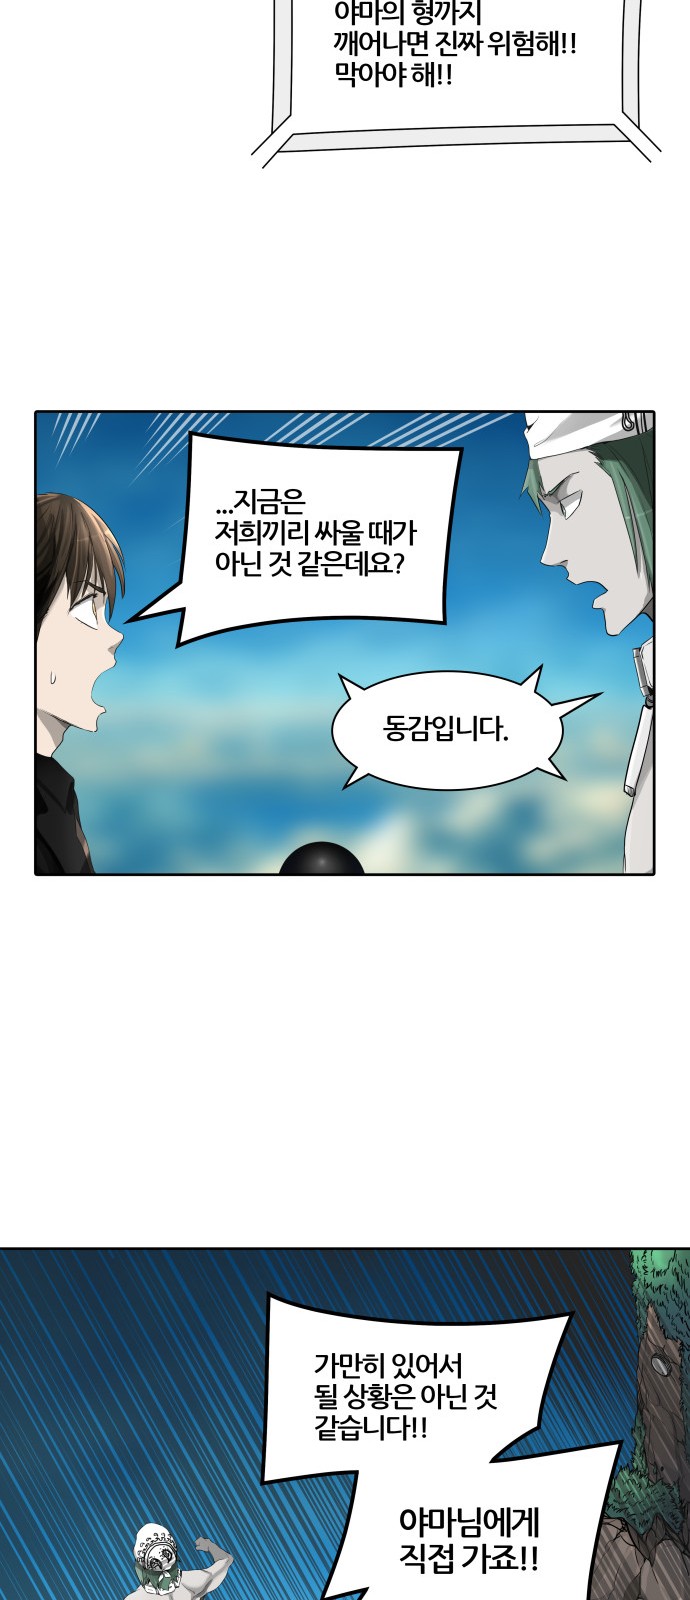 야마의 형까지
깨어나면 진짜 위험해!!
막아야 해!!
...지금은
저희끼리 싸울 때가
아닌 것 같은데요?
동감입니다.
가만히 있어서
될 상황은 아닌 것
같습니다!!
야마님에게
직접 가죠!!